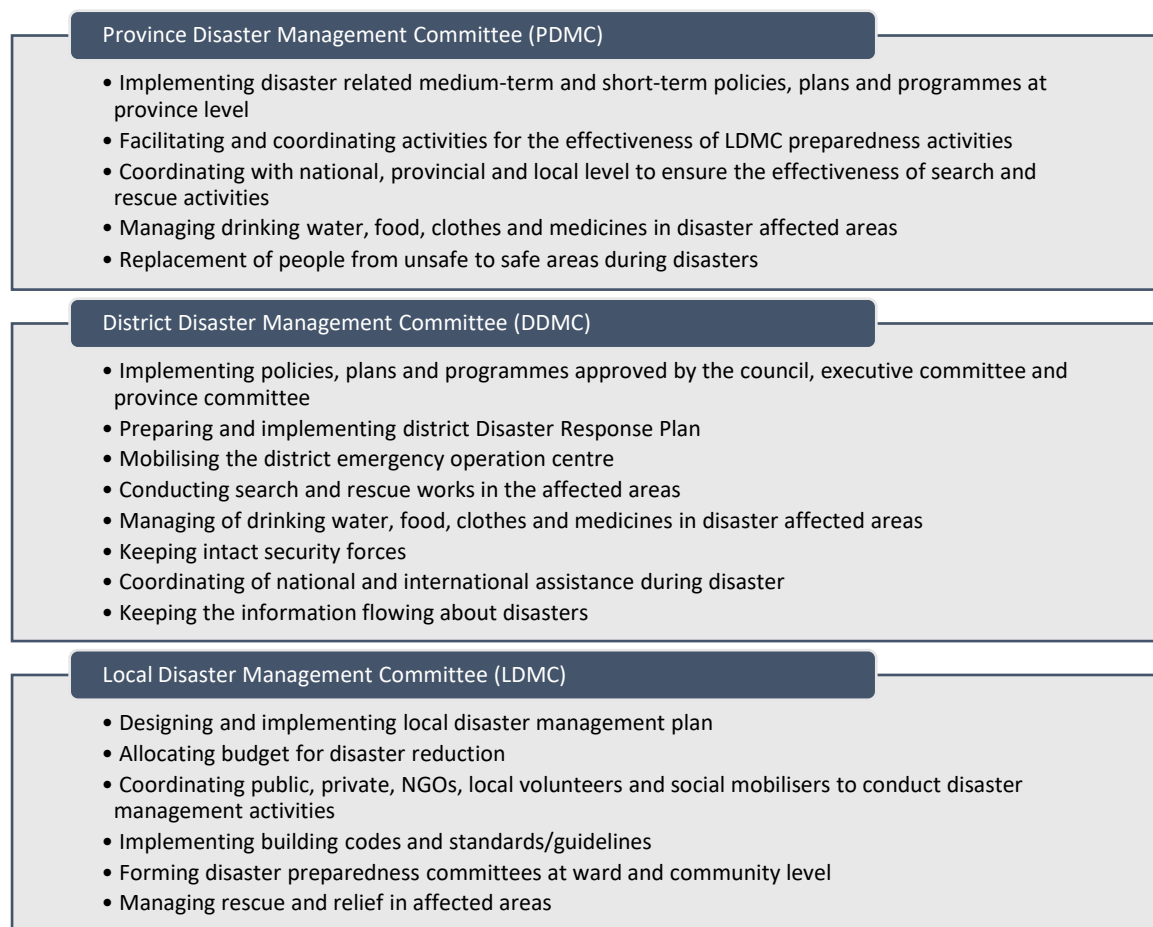 Province Disaster Management Committee (PDMC)
• Implementing disaster related medium-term and short-term policies, plans and programmes at
province level
• Facilitating and coordinating activities for the effectiveness of LDMC preparedness activities
• Coordinating with national, provincial and local level to ensure the effectiveness of search and
rescue activities
• Managing drinking water, food, clothes and medicines in disaster affected areas
• Replacement of people from unsafe to safe areas during disasters
District Disaster Management Committee (DDMC)
• Implementing policies, plans and programmes approved by the council, executive committee and
province committee
• Preparing and implementing district Disaster Response Plan
• Mobilising the district emergency operation centre
• Conducting search and rescue works in the affected areas
• Managing of drinking water, food, clothes and medicines in disaster affected areas
• Keeping intact security forces
• Coordinating of national and international assistance during disaster
• Keeping the information flowing about disasters
Local Disaster Management Committee (LDMC)
• Designing and implementing local disaster management plan
• Allocating budget for disaster reduction
• Coordinating public, private, NGOs, local volunteers and social mobilisers to conduct disaster
management activities
• Implementing building codes and standards/guidelines
• Forming disaster preparedness committees at ward and community level
• Managing rescue and relief in affected areas